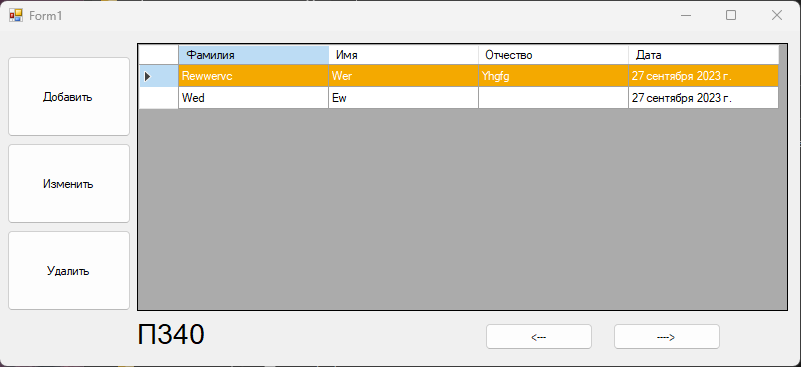 Form1
Добавить
Изменить
Удалить
Фамилия Имя Отчество Дата
Rewwervc Wer Yhgfg 27 сентября 2023 г.
Wed Ew 27 сентября 2023 г.
П340
<---
---->